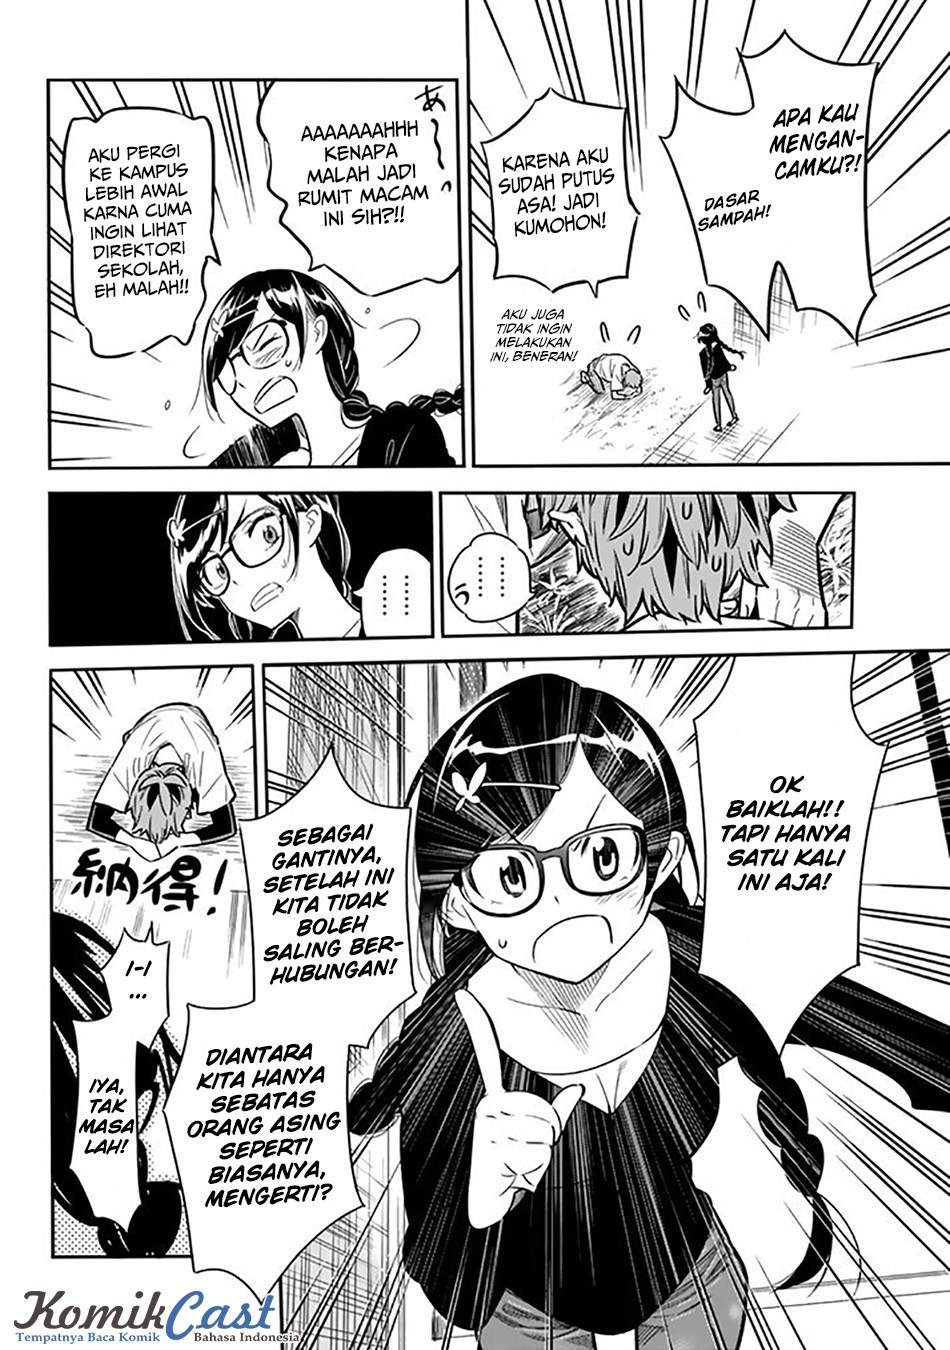 APA KAU
MENGAN-
CAMKU?!
DASAR
SAMPAH!
KARENA AKU
SUDAH PUTUS
ASA! JADI
KUMOHON!
AKU JUGA
TIDAK INGIN
MELAKUKAN
INI, BENERAN!
あ〜〜
AAAAAAAHHH
KENAPA
MALAH JADI
RUMIT MACAM
INI SIH?!!
AKU PERGI
KE KAMPUS
LEBIH AWAL
KARNA CUMA
INGIN LIHAT
DIREKTORI
SEKOLAH,
EH MALAH!!
......
......
......
......
OK
BAIKLAH!!
TAPI HANYA
SATU KALI
INI AJA!
SEBAGAI
GANTINYA,
SETELAH INI
KITA TIDAK
BOLEH
SALING BER-
HUBUNGAN!
DIANTARA
KITA HANYA
SEBATAS
ORANG ASING
SEPERTI
BIASANYA,
MENGERTI?
納得!
I-I
...
IYA,
TAK
MASA
LAH!
KomikCast
Tempatnya Baca Komik Bahasa Indonesia